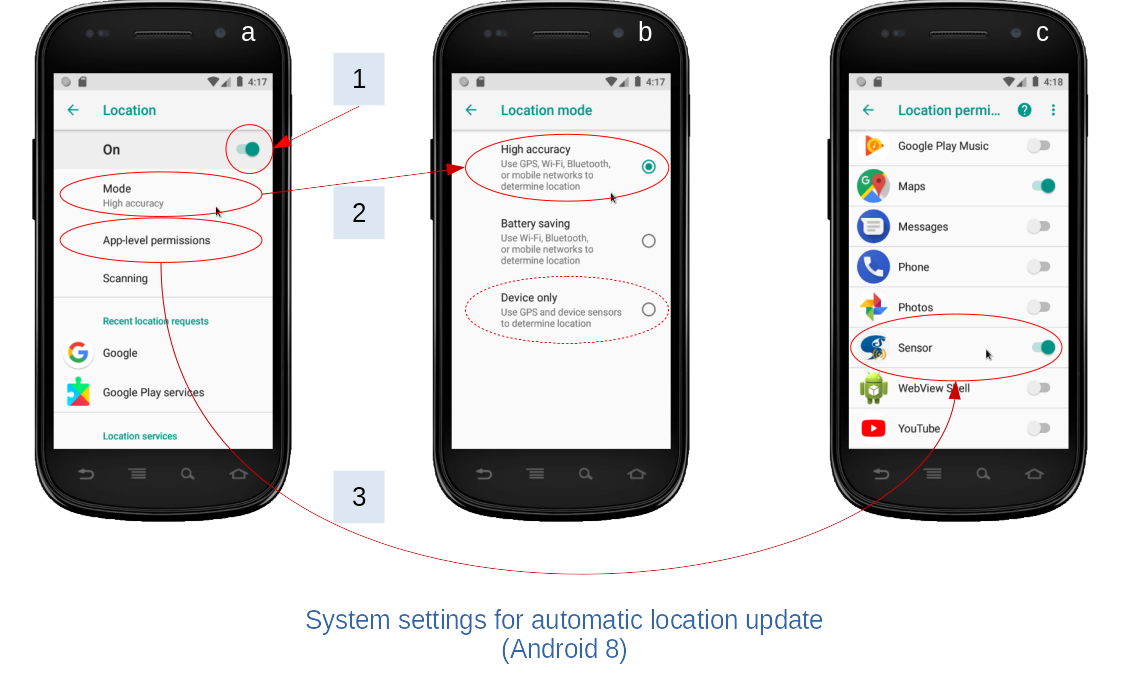 a
4:17
Location
On
Mode
High accuracy
App-level permissions
Scanning
Recent location requests
Google
Google Play services
Location services
1
2
3
b
4:17
Location mode
High accuracy
Use GPS, Wi-Fi, Bluetooth,
or mobile networks to
determine location
Battery saving
Use Wi-Fi, Bluetooth,
or mobile networks to
determine location
Device only
Use GPS and device sensors
to determine location
c
4:18
Location permi...
?
Google Play Music
Maps
Messages
Phone
Photos
Sensor
WebView Shell
YouTube
System settings for automatic location update
(Android 8)